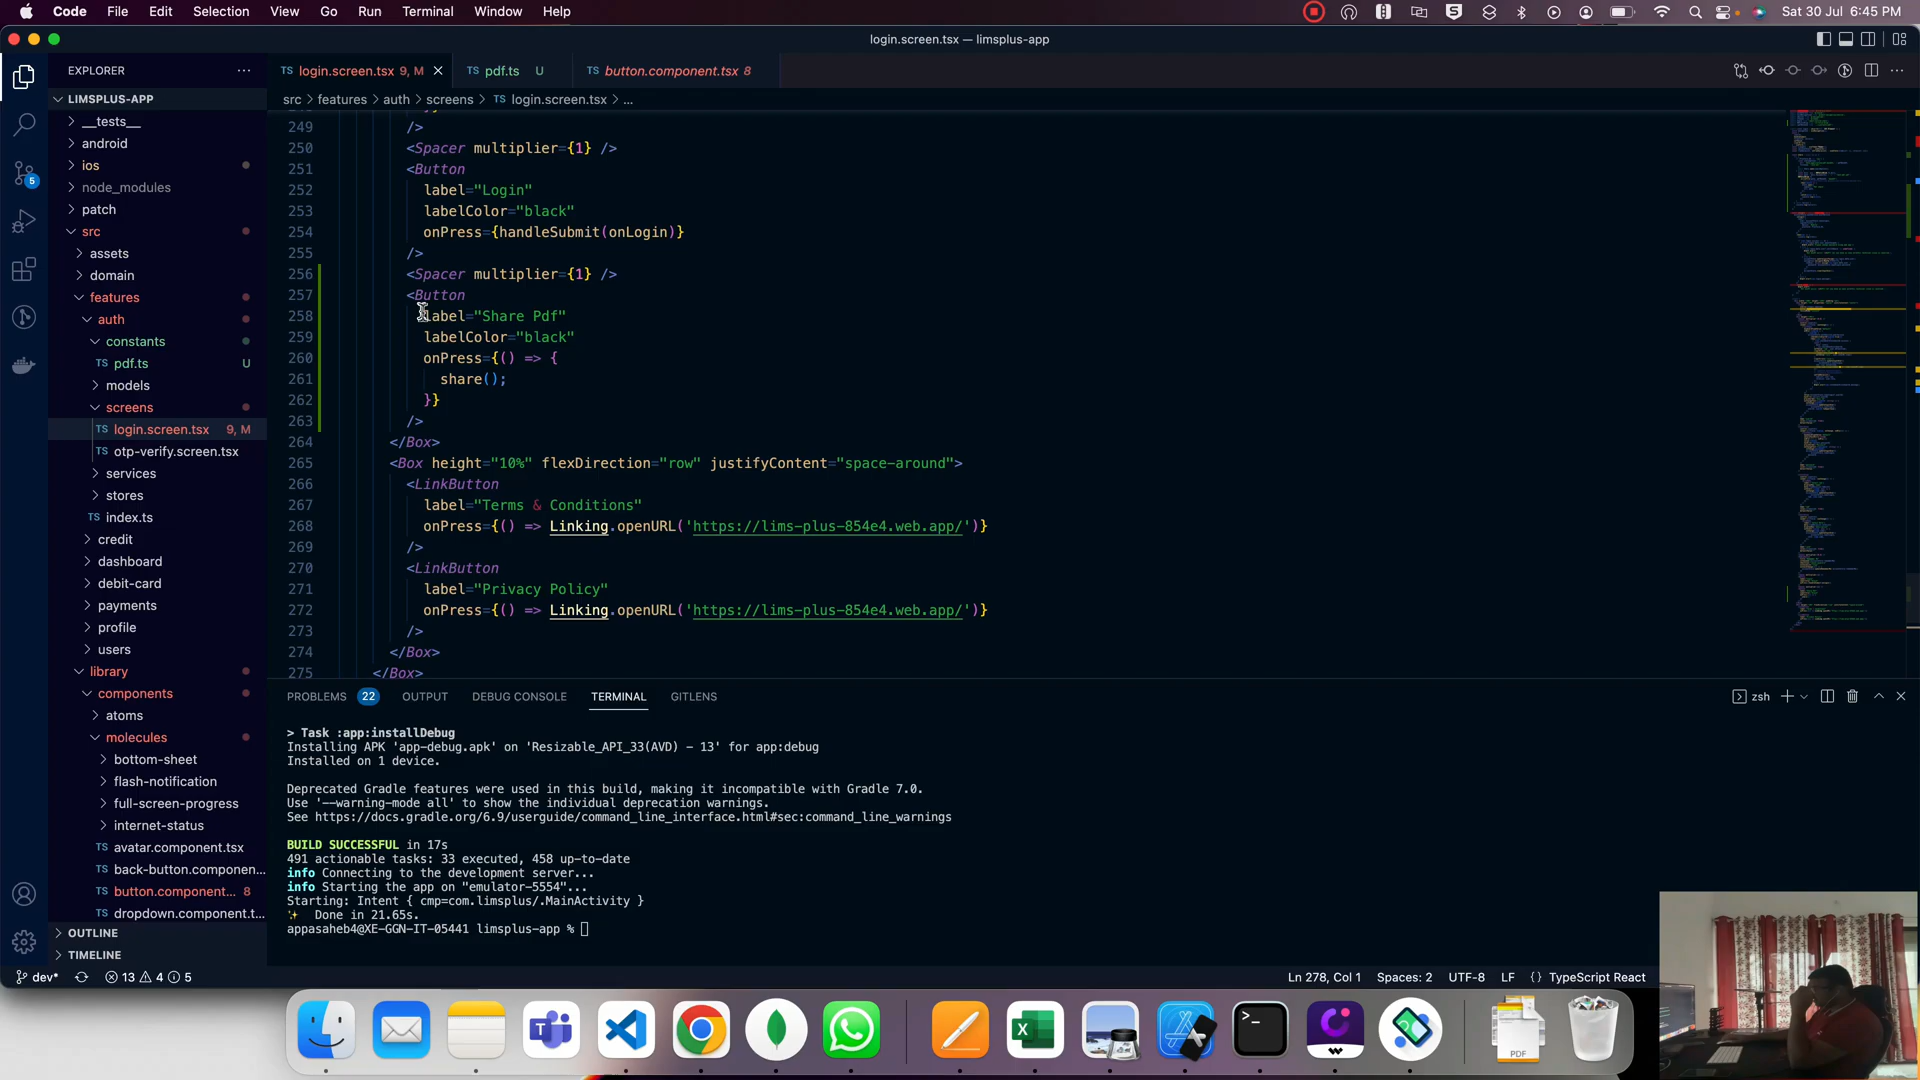 Code File Edit Selection View Go Run Terminal Window Help
Sat 30 Jul 6:45 PM
login.screen.tsx — limsplus-app
EXPLORER
login.screen.tsx 9, M
pdf.ts U
button.component.tsx 8
LIMSPLUS-APP
src > features > auth > screens > login.screen.tsx > ...
__tests__
android
ios
node_modules
patch
src
assets
domain
features
auth
constants
pdf.ts U
models
screens
login.screen.tsx 9, M
otp-verify.screen.tsx
services
stores
index.ts
credit
dashboard
debit-card
payments
profile
users
library
components
atoms
molecules
bottom-sheet
flash-notification
full-screen-progress
internet-status
avatar.component.tsx
back-button.componen...
button.component... 8
dropdown.component.t...
OUTLINE
TIMELINE
249 />
250 <Spacer multiplier={1} />
251 <Button
252 label="Login"
253 labelColor="black"
254 onPress={handleSubmit(onLogin)}
255 />
256 <Spacer multiplier={1} />
257 <Button
258 label="Share Pdf"
259 labelColor="black"
260 onPress={() => {
261 share();
262 }}
263 />
264 </Box>
265 <Box height="10%" flexDirection="row" justifyContent="space-around">
266 <LinkButton
267 label="Terms & Conditions"
268 onPress={() => Linking.openURL('https://lims-plus-854e4.web.app/')}
269 />
270 <LinkButton
271 label="Privacy Policy"
272 onPress={() => Linking.openURL('https://lims-plus-854e4.web.app/')}
273 />
274 </Box>
275 </Box>
PROBLEMS 22 OUTPUT DEBUG CONSOLE TERMINAL GITLENS
zsh
> Task :app:installDebug
Installing APK 'app-debug.apk' on 'Resizable_API_33(AVD) - 13' for app:debug
Installed on 1 device.
Deprecated Gradle features were used in this build, making it incompatible with Gradle 7.0.
Use '--warning-mode all' to show the individual deprecation warnings.
See https://docs.gradle.org/6.9/userguide/command_line_interface.html#sec:command_line_warnings
BUILD SUCCESSFUL in 17s
491 actionable tasks: 33 executed, 458 up-to-date
info Connecting to the development server...
info Starting the app on "emulator-5554"...
Starting: Intent { cmp=com.limsplus/.MainActivity }
Done in 21.65s.
appasaheb4@XE-GGN-IT-05441 limsplus-app %
5
dev* 13 4 5
Ln 278, Col 1 Spaces: 2 UTF-8 LF {} TypeScript React
PDF